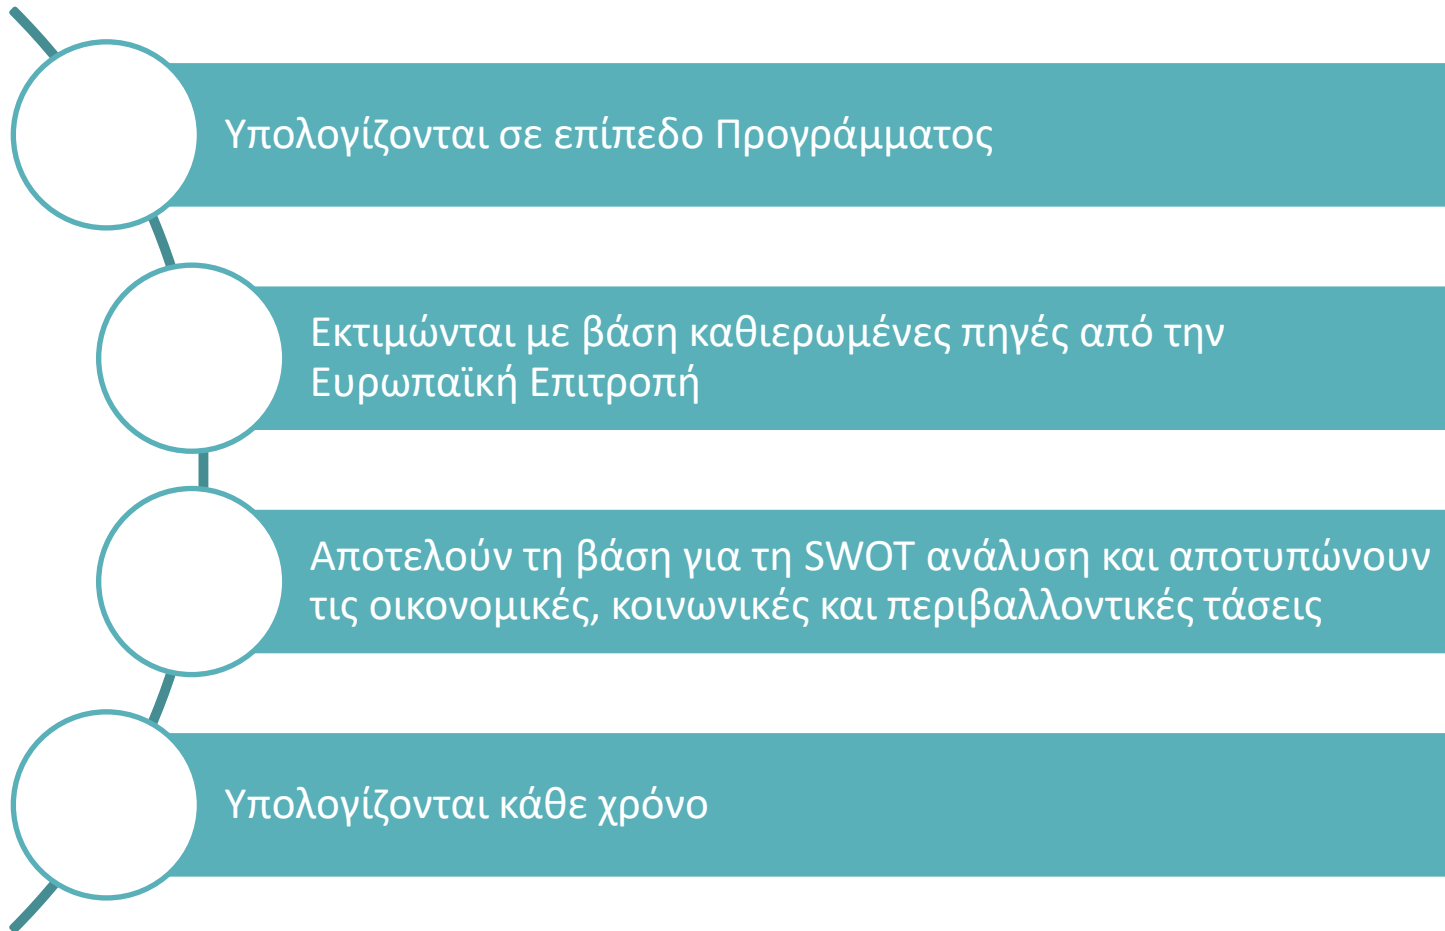 Υπολογίζονται σε επίπεδο Προγράμματος
Εκτιμώνται με βάση καθιερωμένες πηγές από την
Ευρωπαϊκή Επιτροπή
Αποτελούν τη βάση για τη SWOT ανάλυση και αποτυπώνουν
τις οικονομικές, κοινωνικές και περιβαλλοντικές τάσεις
Υπολογίζονται κάθε χρόνο